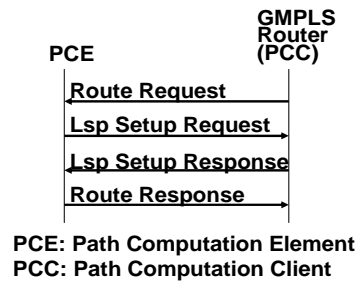 PCE
GMPLS
Router
(PCC)
Route Request
Lsp Setup Request
Lsp Setup Response
Route Response
PCE: Path Computation Element
PCC: Path Computation Client